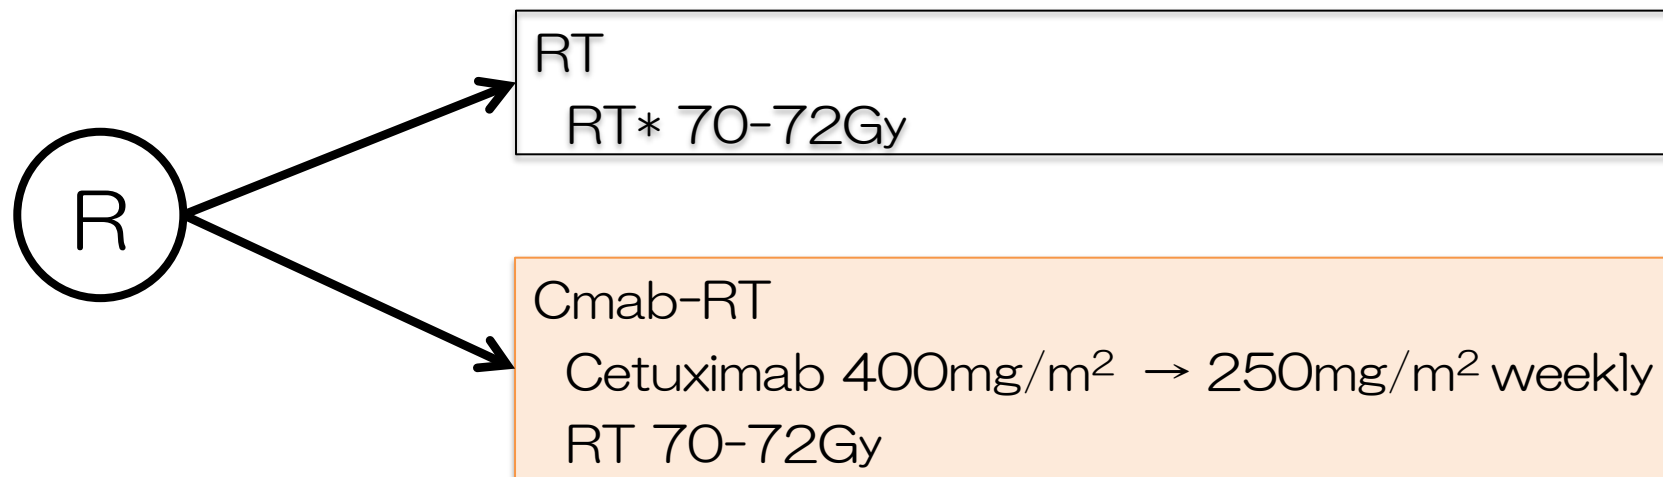 R
RT
RT* 70-72Gy
Cmab-RT
Cetuximab 400mg/m² → 250mg/m² weekly
RT 70-72Gy